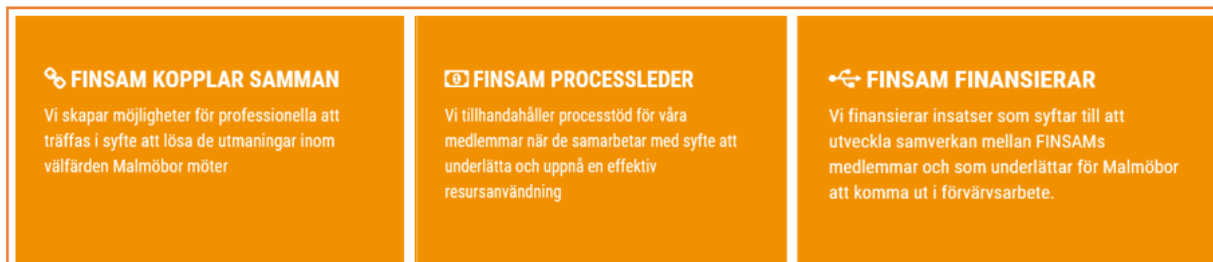 FINSAM KOPPLAR SAMMAN
Vi skapar möjligheter för professionella att
träffas i syfte att lösa de utmaningar inom
välfärden Malmöbor möter
FINSAM PROCESSLEDER
Vi tillhandahåller processtöd för våra
medlemmar när de samarbetar med syfte att
underlätta och uppnå en effektiv
resursanvändning
FINSAM FINANSIERAR
Vi finansierar insatser som syftar till att
utveckla samverkan mellan FINSAMs
medlemmar och som underlättar för Malmöbor
att komma ut i förvärvsarbete.